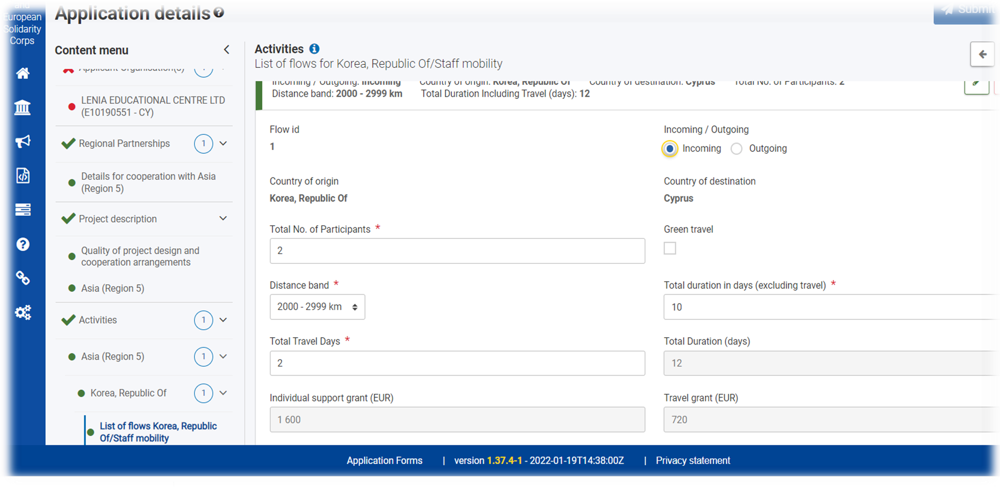 and
European
Solidarity
Corps
Application details
Submit
Content menu
Applicant Organisation(s) 1
LENIA EDUCATIONAL CENTRE LTD
(E10190551 - CY)
Regional Partnerships 1
Details for cooperation with Asia
(Region 5)
Project description
Quality of project design and
cooperation arrangements
Asia (Region 5)
Activities 1
Asia (Region 5) 1
Korea, Republic Of 1
List of flows Korea, Republic
Of/Staff mobility
Activities
List of flows for Korea, Republic Of/Staff mobility
Incoming / Outgoing: Incoming Country of origin: Korea, Republic Of Country of destination: Cyprus Total No. of Participants: 2
Distance band: 2000 - 2999 km Total Duration Including Travel (days): 12
Flow id
1
Incoming / Outgoing
Incoming Outgoing
Country of origin
Korea, Republic Of
Country of destination
Cyprus
Total No. of Participants *
2
Green travel
Distance band *
2000 - 2999 km
Total duration in days (excluding travel) *
10
Total Travel Days *
2
Total Duration (days)
12
Individual support grant (EUR)
1 600
Travel grant (EUR)
720
Application Forms | version 1.37.4-1 - 2022-01-19T14:38:00Z | Privacy statement